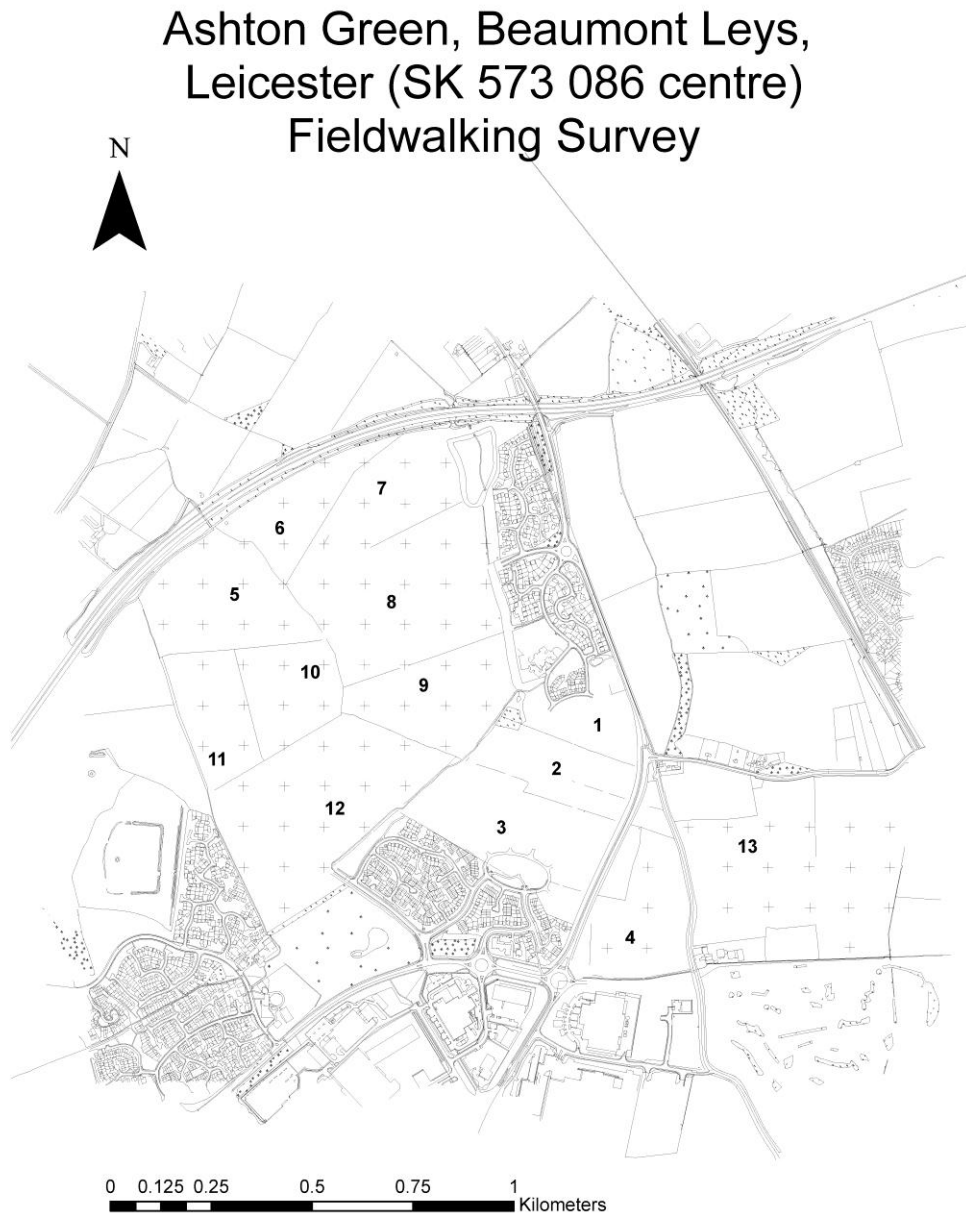 Ashton Green, Beaumont Leys,
Leicester (SK 573 086 centre)
Fieldwalking Survey
N
7
6
5
8
10
9
1
11
2
12
3
13
4
0 0.125 0.25 0.5 0.75 1
Kilometers